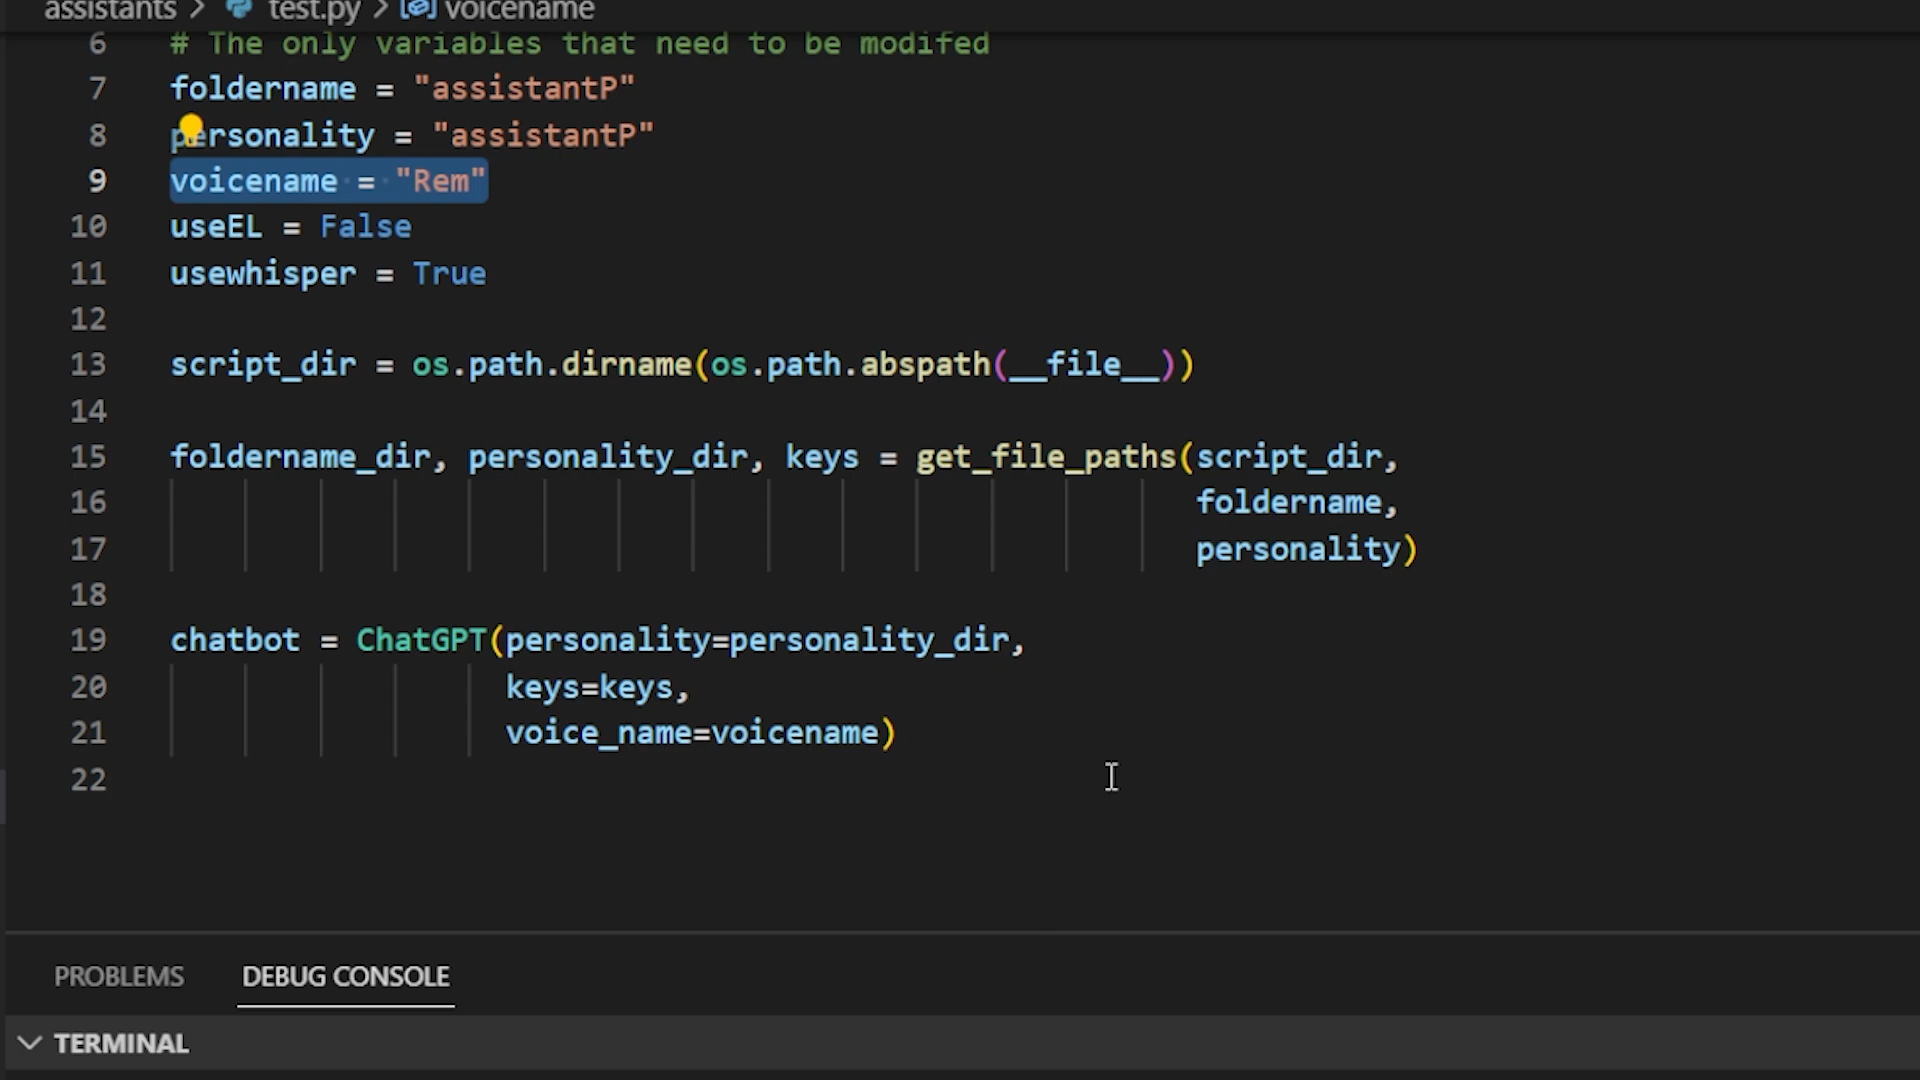 assistants > test.py > voicename
6 # The only variables that need to be modifed
7 foldername = "assistantP"
8 personality = "assistantP"
9 voicename = "Rem"
10 useEL = False
11 usewhisper = True
12
13 script_dir = os.path.dirname(os.path.abspath(__file__))
14
15 foldername_dir, personality_dir, keys = get_file_paths(script_dir,
16 foldername,
17 personality)
18
19 chatbot = ChatGPT(personality=personality_dir,
20 keys=keys,
21 voice_name=voicename)
22
PROBLEMS DEBUG CONSOLE
TERMINAL